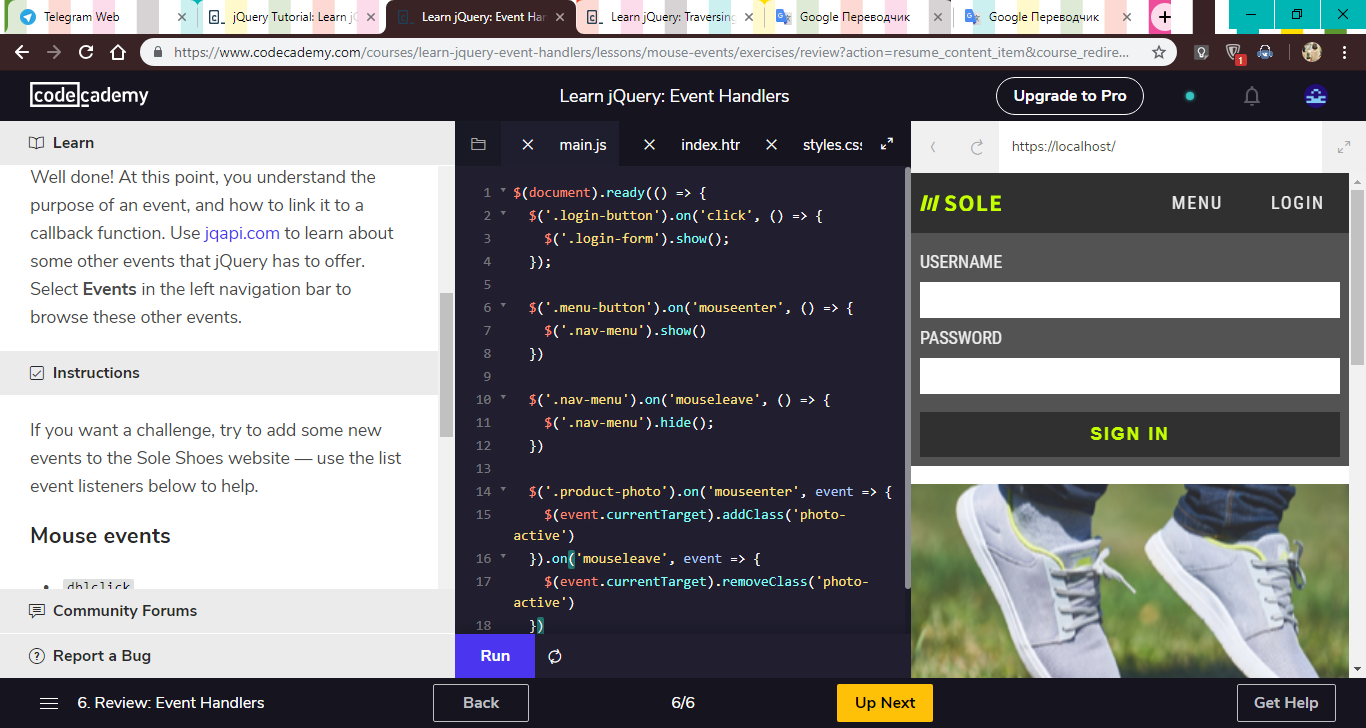 Telegram Web
jQuery Tutorial: Learn jQ
Learn jQuery: Event Han
Learn jQuery: Traversing
Google Переводчик
Google Переводчик
https://www.codecademy.com/courses/learn-jquery-event-handlers/lessons/mouse-events/exercises/review?action=resume_content_item&course_redire...
1
codecademy
Learn jQuery: Event Handlers
Upgrade to Pro
Learn
Well done! At this point, you understand the
purpose of an event, and how to link it to a
callback function. Use jqapi.com to learn about
some other events that jQuery has to offer.
Select Events in the left navigation bar to
browse these other events.
Instructions
If you want a challenge, try to add some new
events to the Sole Shoes website — use the list
event listeners below to help.
Mouse events
dblclick
Community Forums
Report a Bug
main.js
index.htr
styles.css
1 $(document).ready(() => {
2 $('.login-button').on('click', () => {
3 $('.login-form').show();
4 });
5
6 $('.menu-button').on('mouseenter', () => {
7 $('.nav-menu').show()
8 })
9
10 $('.nav-menu').on('mouseleave', () => {
11 $('.nav-menu').hide();
12 })
13
14 $('.product-photo').on('mouseenter', event => {
15 $(event.currentTarget).addClass('photo-
active')
16 }).on('mouseleave', event => {
17 $(event.currentTarget).removeClass('photo-
active')
18 })
Run
https://localhost/
SOLE
MENU
LOGIN
USERNAME
PASSWORD
SIGN IN
6. Review: Event Handlers
Back
6/6
Up Next
Get Help